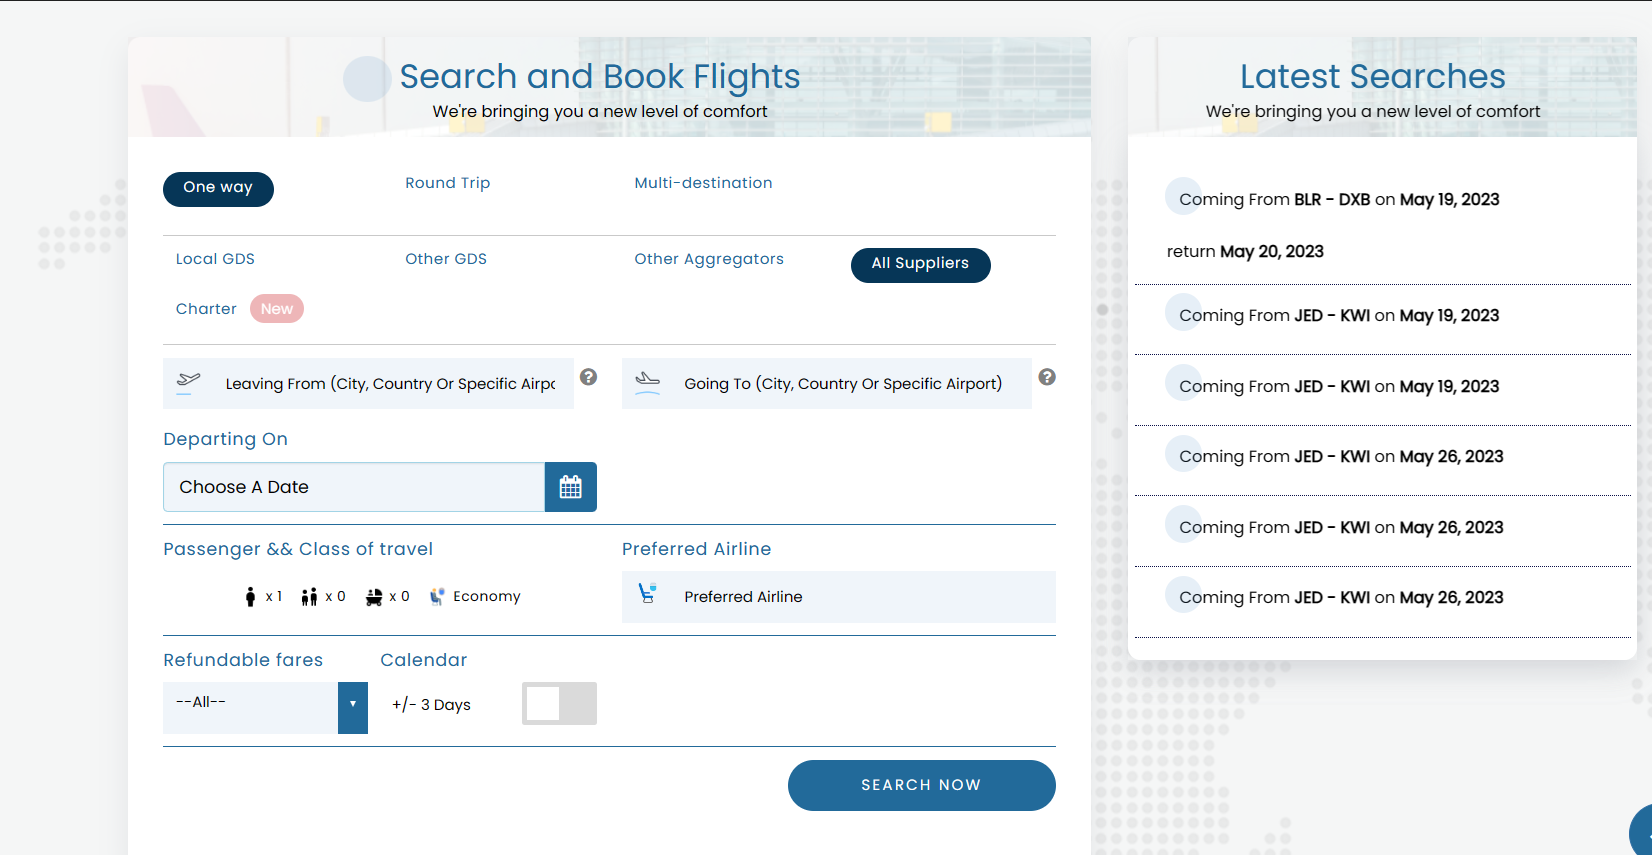 Search and Book Flights
We're bringing you a new level of comfort
One way
Round Trip
Multi-destination
Local GDS
Other GDS
Other Aggregators
All Suppliers
Charter
New
Leaving From (City, Country Or Specific Airpo
?
Going To (City, Country Or Specific Airport)
?
Departing On
Choose A Date
Passenger && Class of travel
x 1
x 0
x 0
Economy
Preferred Airline
Preferred Airline
Refundable fares
--All--
Calendar
+/- 3 Days
SEARCH NOW
Latest Searches
We're bringing you a new level of comfort
Coming From BLR - DXB on May 19, 2023
return May 20, 2023
Coming From JED - KWI on May 19, 2023
Coming From JED - KWI on May 19, 2023
Coming From JED - KWI on May 26, 2023
Coming From JED - KWI on May 26, 2023
Coming From JED - KWI on May 26, 2023